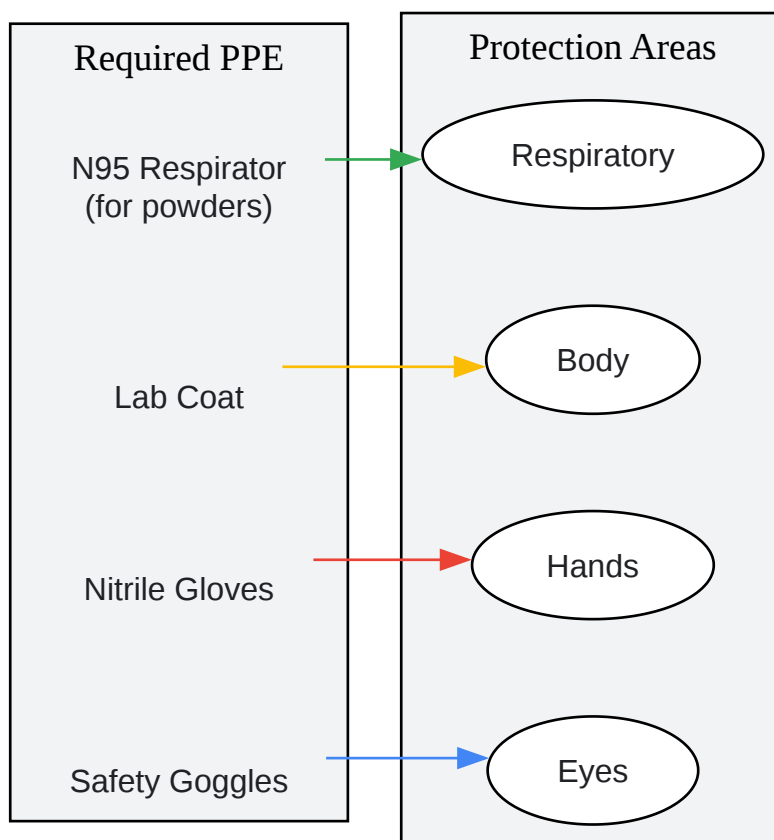 Required PPE
N95 Respirator
(for powders)
Lab Coat
Nitrile Gloves
Safety Goggles
Protection Areas
Respiratory
Body
Hands
Eyes